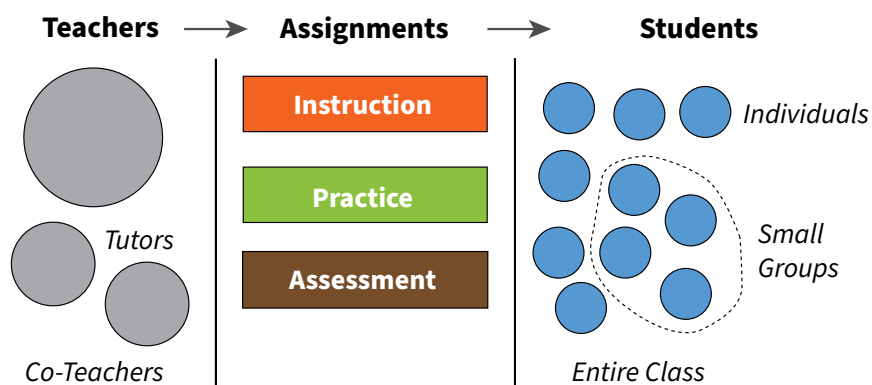 Teachers
Assignments
Students
Instruction
Practice
Assessment
Tutors
Co-Teachers
Individuals
Small
Groups
Entire Class